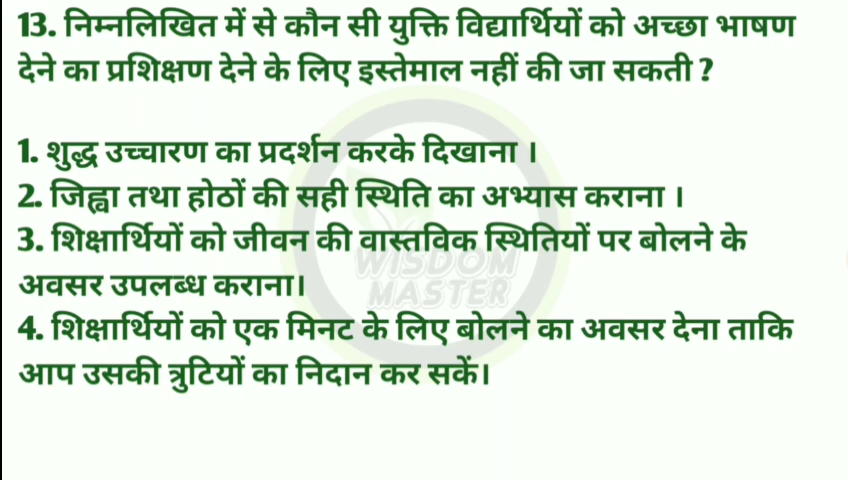 13. निम्नलिखित में से कौन सी युक्ति विद्यार्थियों को अच्छा भाषण
देने का प्रशिक्षण देने के लिए इस्तेमाल नहीं की जा सकती ?
1. शुद्ध उच्चारण का प्रदर्शन करके दिखाना ।
2. जिह्वा तथा होठों की सही स्थिति का अभ्यास कराना ।
3. शिक्षार्थियों को जीवन की वास्तविक स्थितियों पर बोलने के
अवसर उपलब्ध कराना।
4. शिक्षार्थियों को एक मिनट के लिए बोलने का अवसर देना ताकि
आप उसकी त्रुटियों का निदान कर सकें।
WISDOM
MASTER